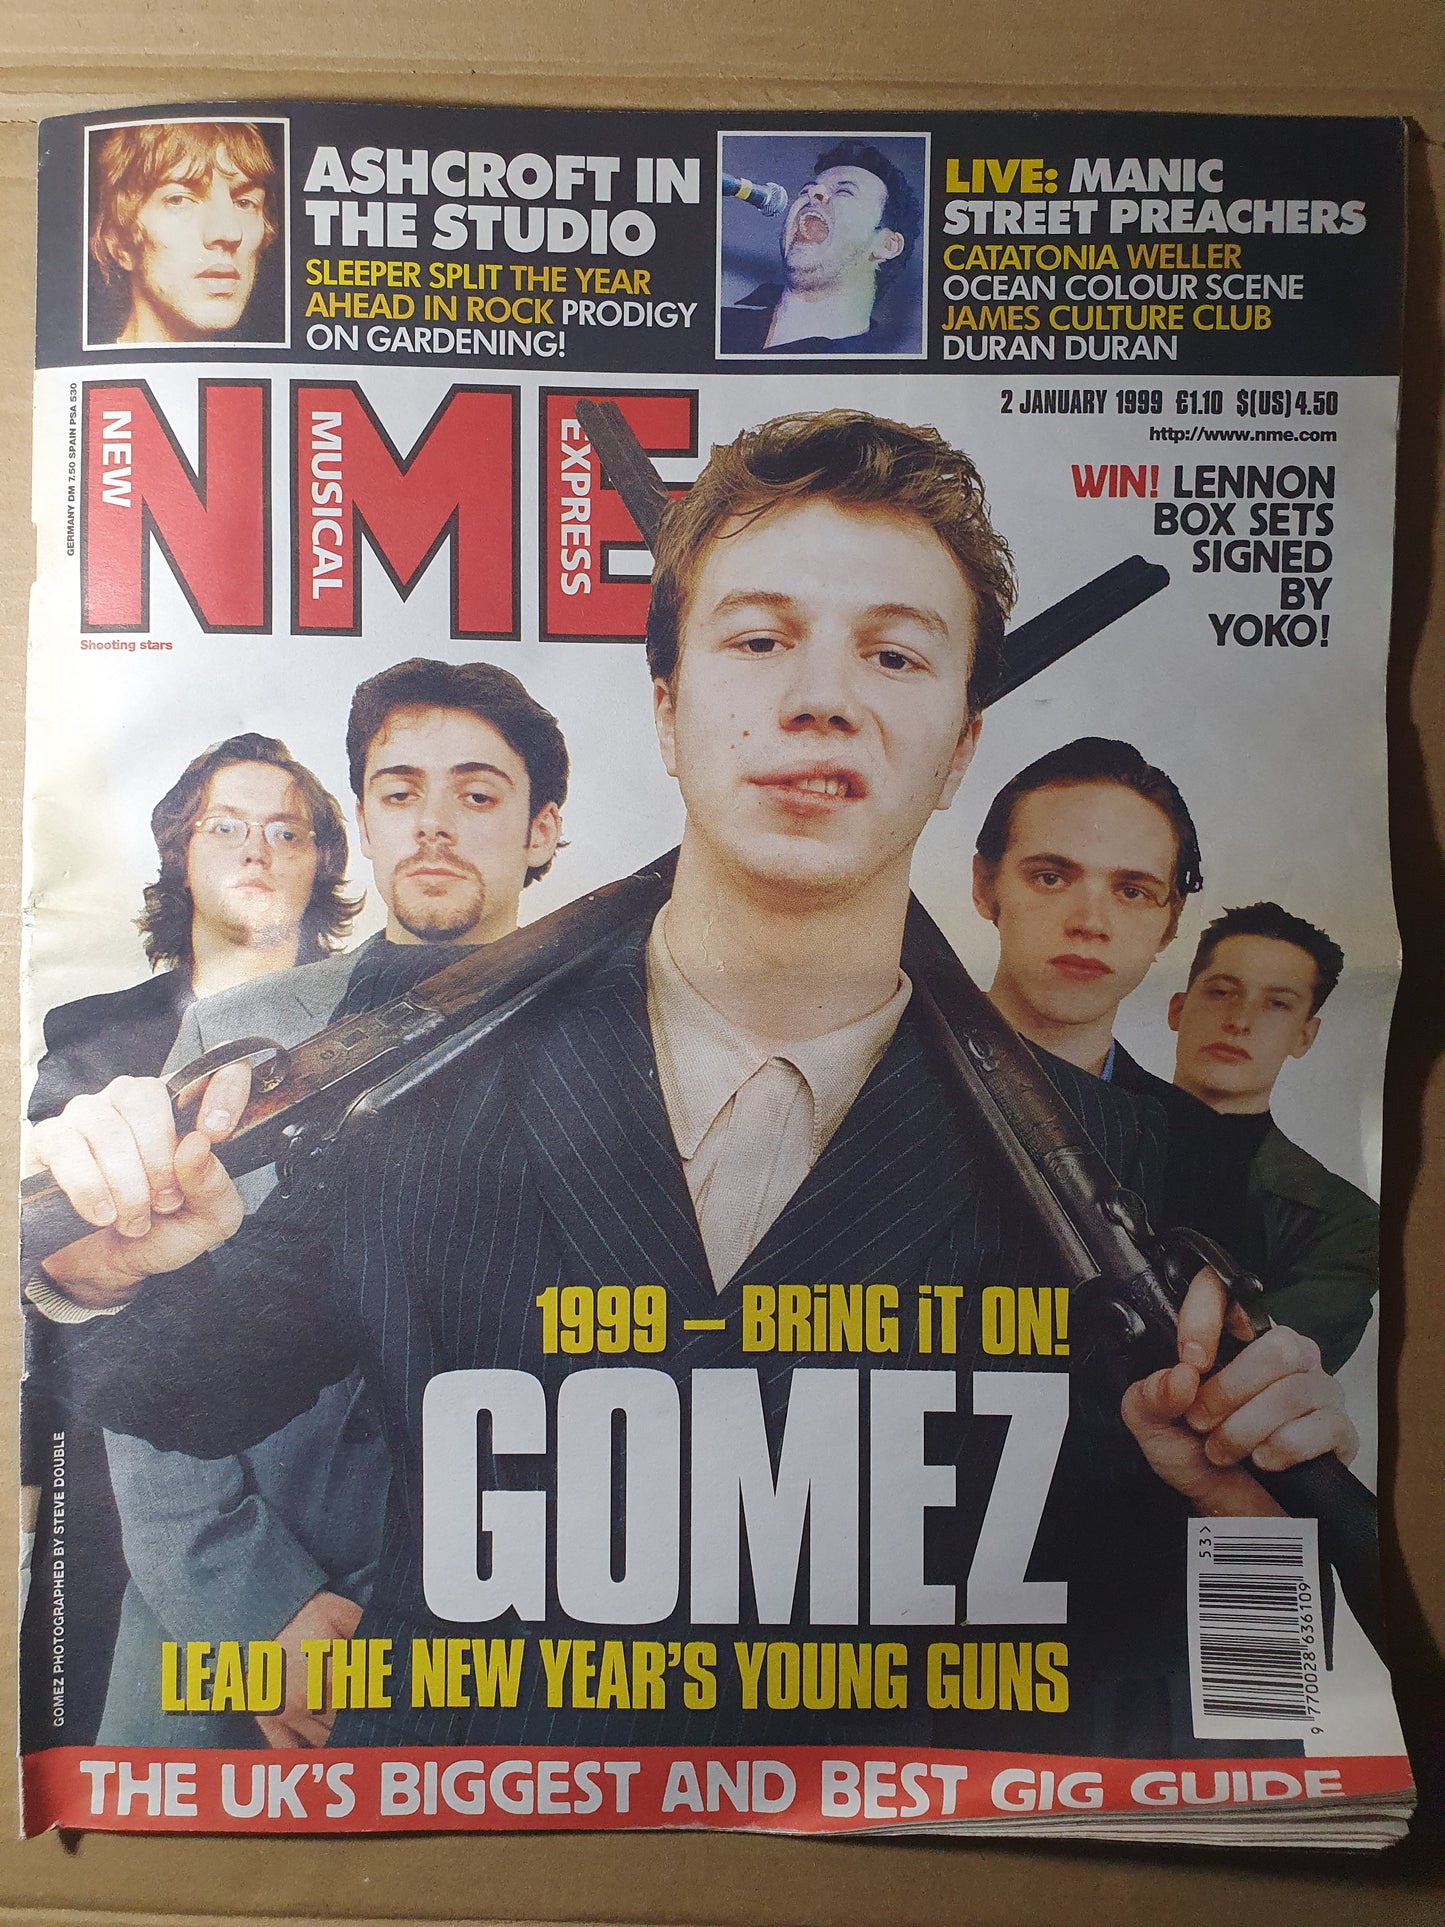 ASHCROFT IN
THE STUDIO
SLEEPER SPLIT THE YEAR
AHEAD IN ROCK PRODIGY
ON GARDENING!
LIVE: MANIC
STREET PREACHERS
CATATONIA WELLER
OCEAN COLOUR SCENE
JAMES CULTURE CLUB
DURAN DURAN
GERMANY DM 7.50 SPAIN PSA 530
NME
NEW
MUSICAL
EXPRESS
Shooting stars
2 JANUARY 1999 £1.10 $(US)4.50
http://www.nme.com
WIN! LENNON
BOX SETS
SIGNED
BY
YOKO!
1999 – BRiNG iT ON!
GOMEZ
LEAD THE NEW YEAR'S YOUNG GUNS
GOMEZ PHOTOGRAPHED BY STEVE DOUBLE
53>
9 770028 636109
THE UK'S BIGGEST AND BEST GIG GUIDE